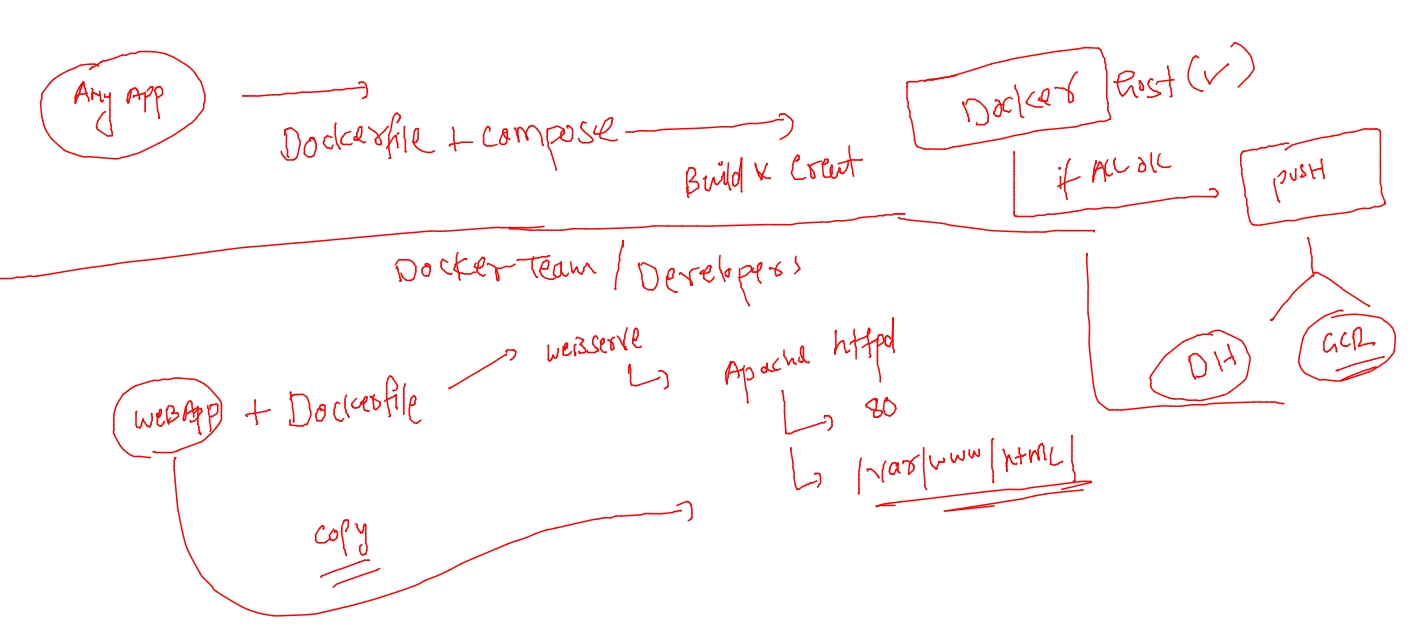 Any APP
Dockerfile + compose
Build & Creat
Docker Host (✓)
if ALL OK
PUSH
Docker Team / Developers
DH
GCR
WEBAPP + Dockerfile
webserve
Apache httpd
80
/var/www/html/
copy